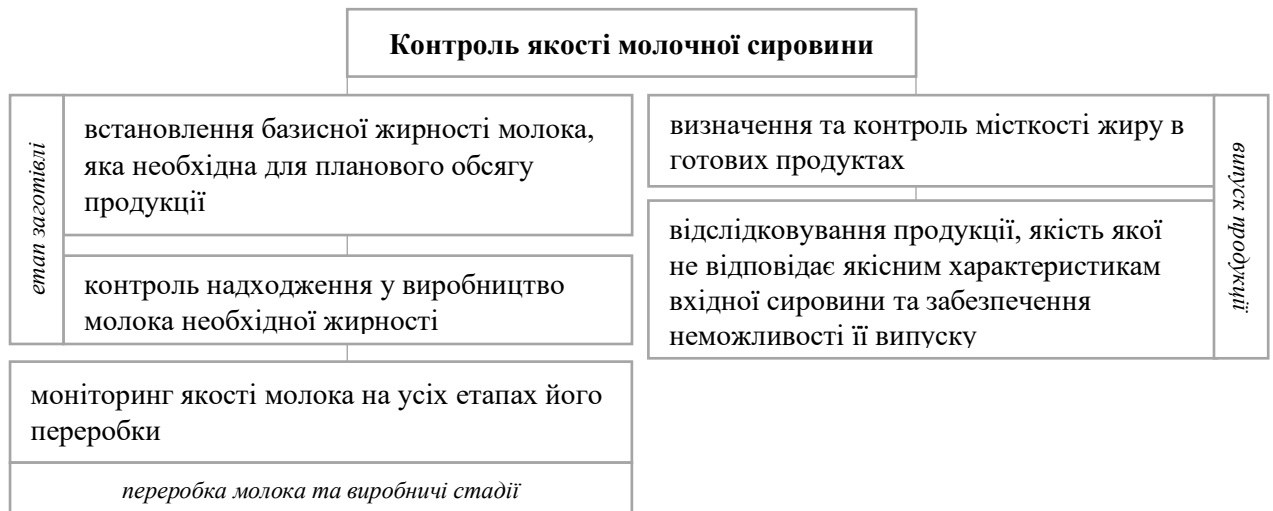 Контроль якості молочної сировини
етап заготівлі
встановлення базисної жирності молока,
яка необхідна для планового обсягу
продукції
контроль надходження у виробництво
молока необхідної жирності
моніторинг якості молока на усіх етапах його
переробки
переробка молока та виробничі стадії
визначення та контроль місткості жиру в
готових продуктах
відслідковування продукції, якість якої
не відповідає якісним характеристикам
вхідної сировини та забезпечення
неможливості її випуску
випуск продукції